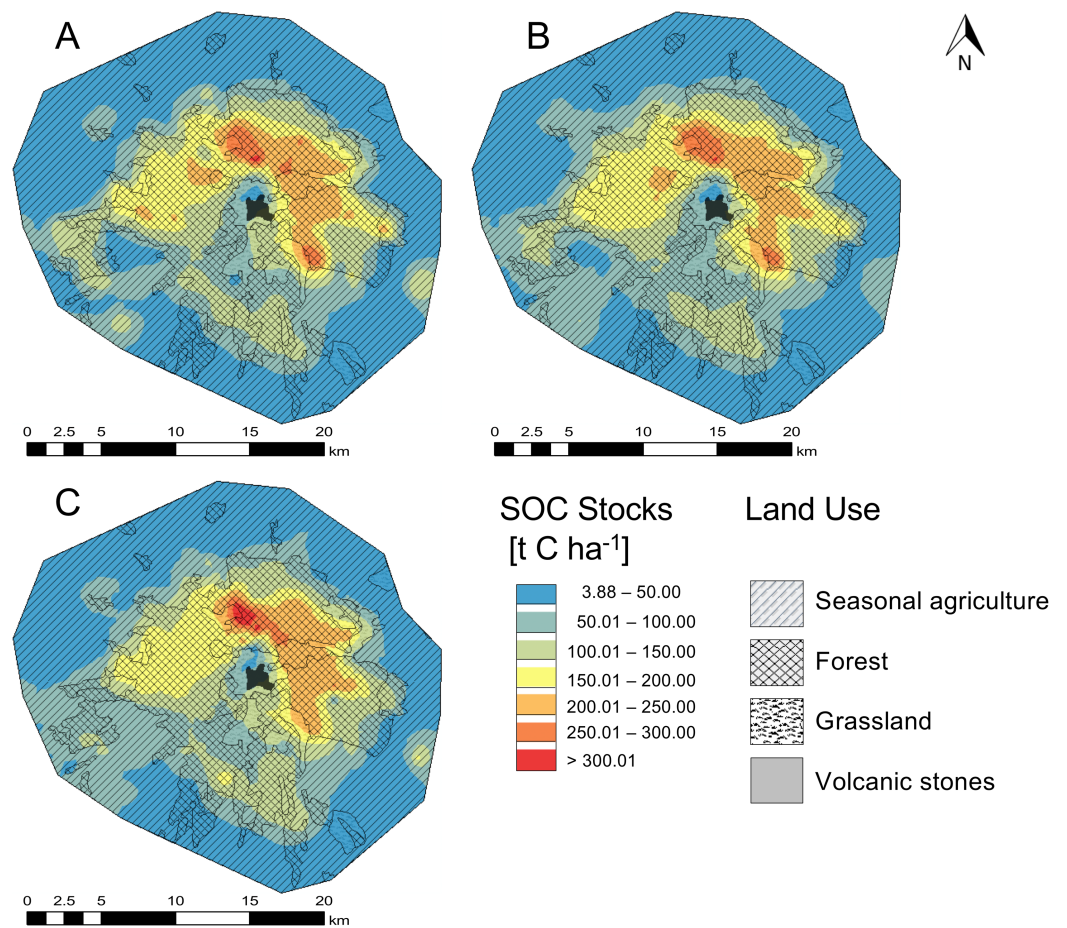 A
B
N
0 2.5 5 10 15 20
km
0 2.5 5 10 15 20
km
C
SOC Stocks
[t C ha-1]
Land Use
3.88 – 50.00
50.01 – 100.00
100.01 – 150.00
150.01 – 200.00
200.01 – 250.00
250.01 – 300.00
> 300.01
Seasonal agriculture
Forest
Grassland
Volcanic stones
0 2.5 5 10 15 20
km